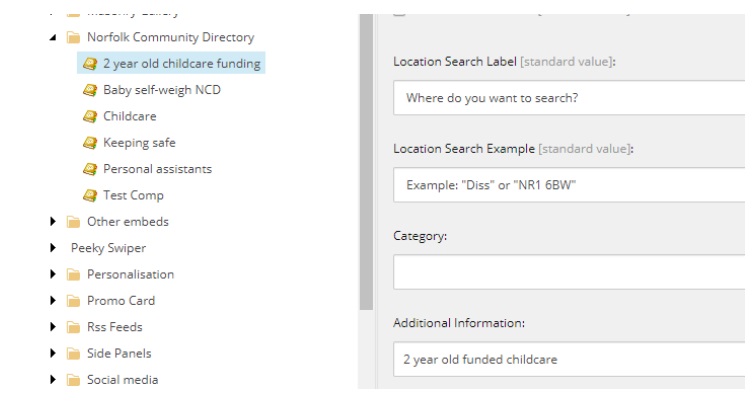 Norfolk Community Directory
2 year old childcare funding
Baby self-weigh NCD
Childcare
Keeping safe
Personal assistants
Test Comp
Other embeds
Peeky Swiper
Personalisation
Promo Card
Rss Feeds
Side Panels
Social media
Location Search Label [standard value]:
Where do you want to search?
Location Search Example [standard value]:
Example: "Diss" or "NR1 6BW"
Category:
Additional Information:
2 year old funded childcare